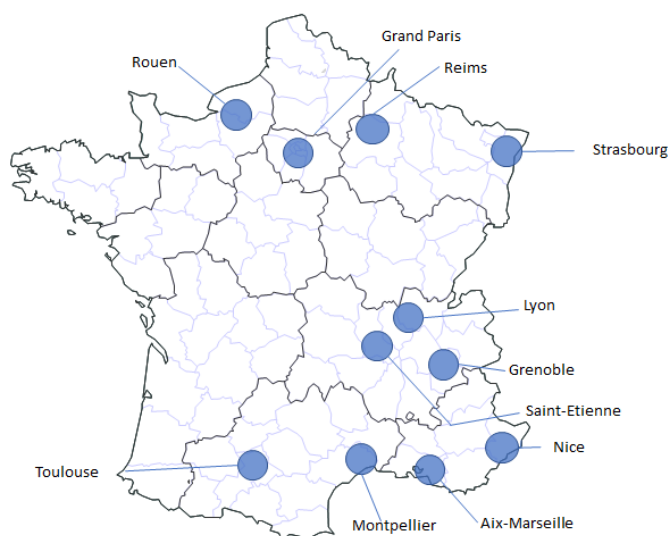 Grand Paris
Rouen
Reims
Strasbourg
Lyon
Grenoble
Saint-Etienne
Nice
Toulouse
Montpellier
Aix-Marseille